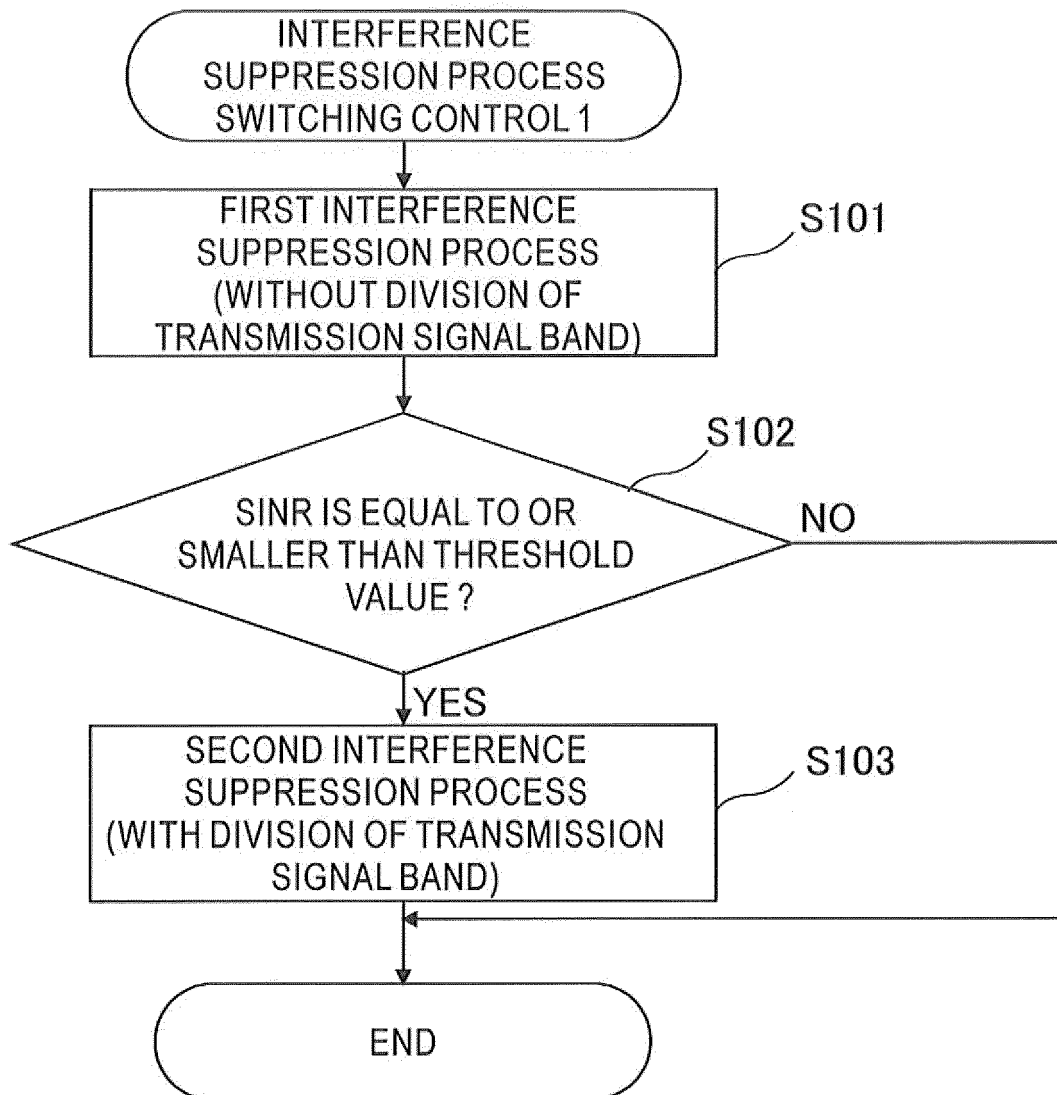 INTERFERENCE
SUPPRESSION PROCESS
SWITCHING CONTROL 1
FIRST INTERFERENCE
SUPPRESSION PROCESS
(WITHOUT DIVISION OF
TRANSMISSION SIGNAL BAND)
S101
S102
SINR IS EQUAL TO OR
SMALLER THAN THRESHOLD
VALUE ?
NO
YES
SECOND INTERFERENCE
SUPPRESSION PROCESS
(WITH DIVISION OF TRANSMISSION
SIGNAL BAND)
S103
END